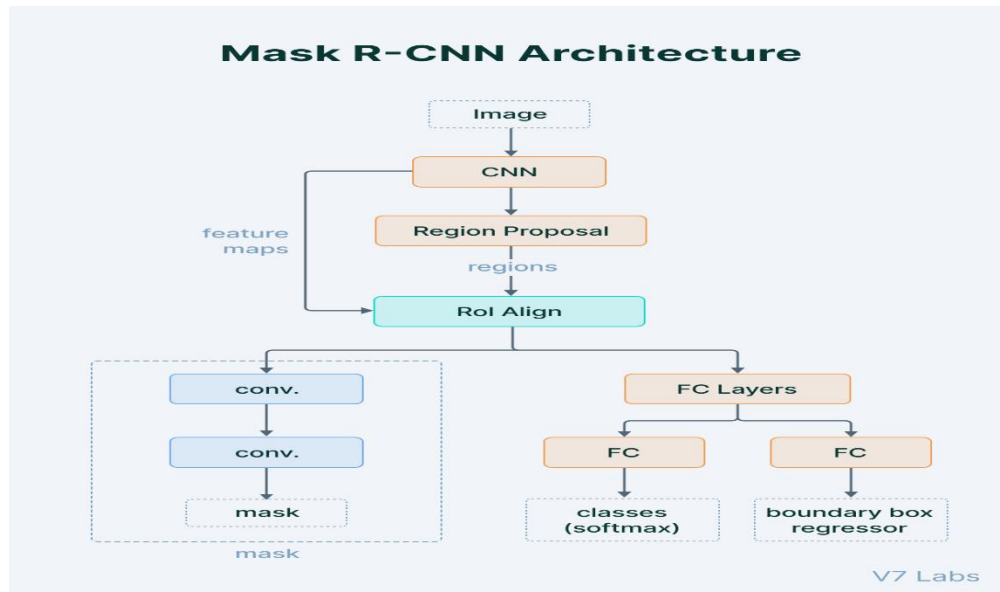 Mask R-CNN Architecture
Image
CNN
feature
maps
Region Proposal
regions
RoI Align
conv.
FC Layers
conv.
FC
FC
mask
classes
(softmax)
boundary box
regressor
mask
V7 Labs